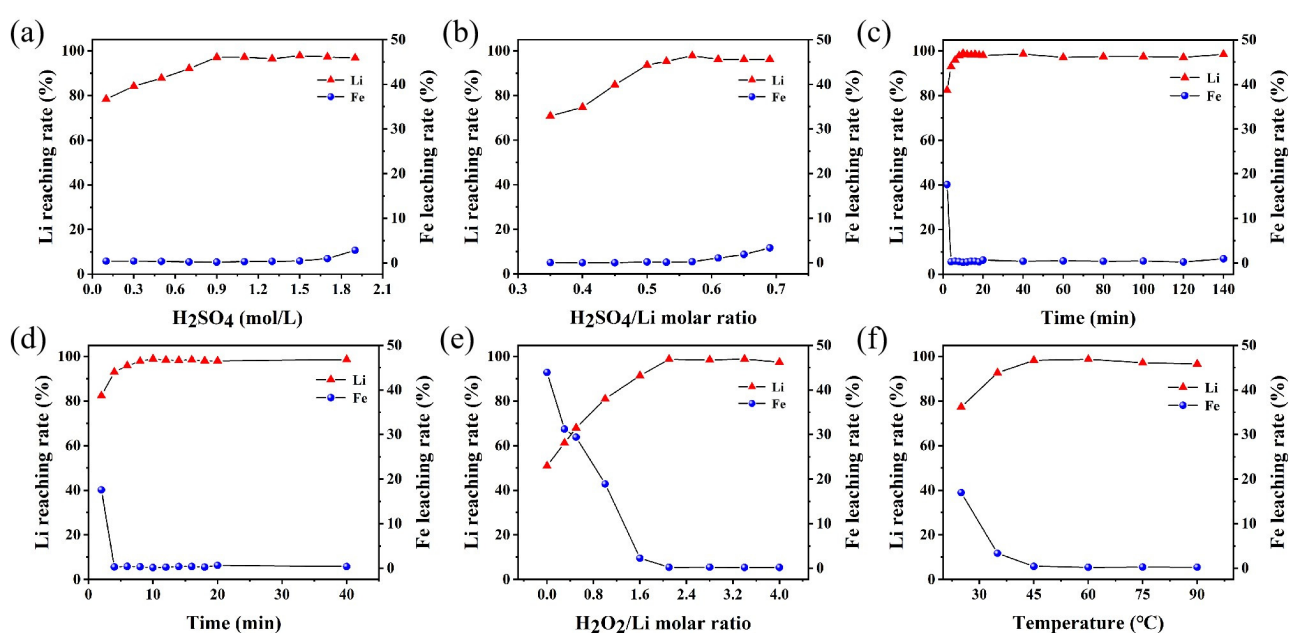 (a)
100
80
60
40
20
0
50
40
30
20
10
0
Li
Fe
0.0 0.3 0.6 0.9 1.2 1.5 1.8 2.1
Li reaching rate (%)
Fe leaching rate (%)
H2SO4 (mol/L)
(b)
100
80
60
40
20
0
50
40
30
20
10
0
Li
Fe
0.3 0.4 0.5 0.6 0.7
Li reaching rate (%)
Fe leaching rate (%)
H2SO4/Li molar ratio
(c)
100
80
60
40
20
0
50
40
30
20
10
0
Li
Fe
0 20 40 60 80 100 120 140
Li reaching rate (%)
Fe leaching rate (%)
Time (min)
(d)
100
80
60
40
20
0
50
40
30
20
10
0
Li
Fe
0 10 20 30 40
Li reaching rate (%)
Fe leaching rate (%)
Time (min)
(e)
100
80
60
40
20
0
50
40
30
20
10
0
Li
Fe
0.0 0.8 1.6 2.4 3.2 4.0
Li reaching rate (%)
Fe leaching rate (%)
H2O2/Li molar ratio
(f)
100
80
60
40
20
0
50
40
30
20
10
0
Li
Fe
30 45 60 75 90
Li reaching rate (%)
Fe leaching rate (%)
Temperature (°C)